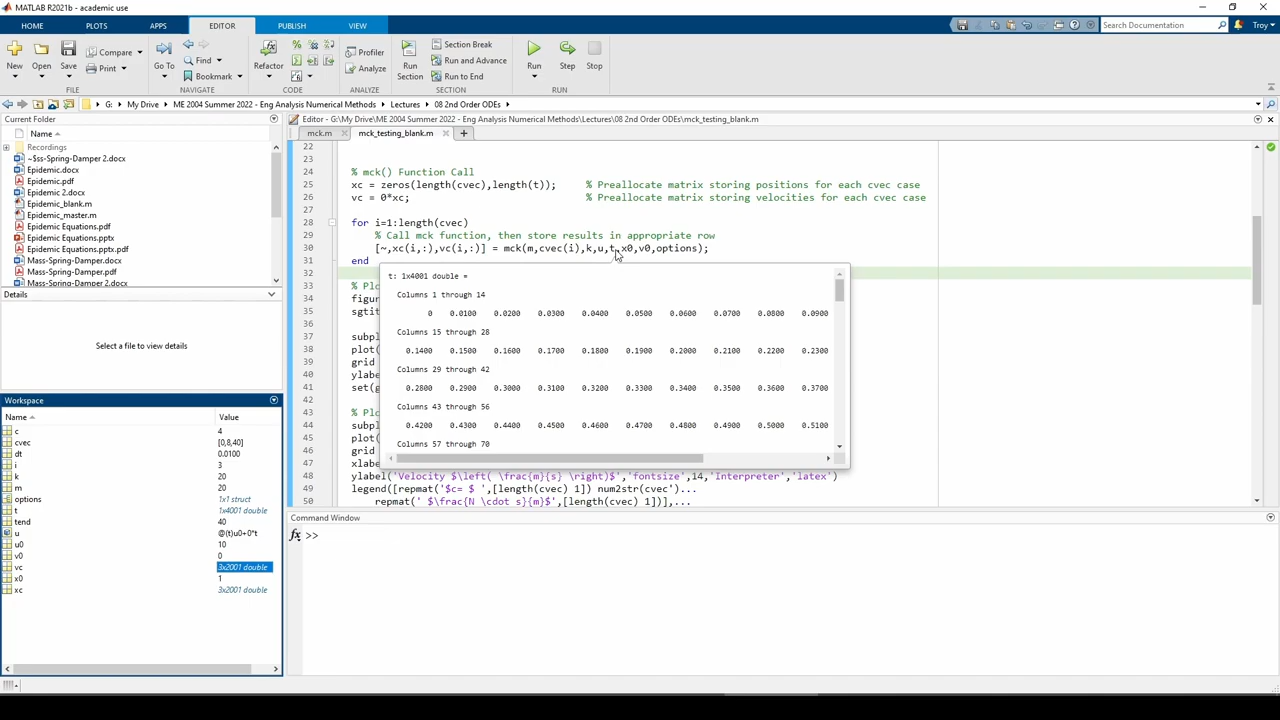 MATLAB R2021b - academic use
HOME PLOTS APPS EDITOR PUBLISH VIEW
Search Documentation
Troy
New Open Save Compare Print
Go To Find Bookmark
Refactor
Profiler Analyze
Run Section Section Break Run and Advance Run to End
Run Step Stop
FILE NAVIGATE CODE ANALYZE SECTION RUN
G: My Drive ME 2004 Summer 2022 - Eng Analysis Numerical Methods Lectures 08 2nd Order ODEs
Current Folder
Name
Recordings
~$ss-Spring-Damper 2.docx
Epidemic.docx
Epidemic.pdf
Epidemic 2.docx
Epidemic_blank.m
Epidemic_master.m
Epidemic Equations.pdf
Epidemic Equations.pptx
Epidemic Equations.pptx.pdf
Mass-Spring-Damper.pdf
Mass-Spring-Damper.docx
Mass-Spring-Damper 2.docx
Details
Select a file to view details
Workspace
Name Value
c 4
cvec [0,8,40]
dt 0.0100
i 3
k 20
m 20
options 1x1 struct
t 1x4001 double
tend 40
u @(t)u0+0*t
u0 10
v0 0
vc 3x2001 double
x0 1
xc 3x2001 double
Editor - G:\My Drive\ME 2004 Summer 2022 - Eng Analysis Numerical Methods\Lectures\08 2nd Order ODEs\mck_testing_blank.m
mck.m mck_testing_blank.m
22
23
24 % mck() Function Call
25 xc = zeros(length(cvec),length(t)); % Preallocate matrix storing positions for each cvec case
26 vc = 0*xc; % Preallocate matrix storing velocities for each cvec case
27
28 for i=1:length(cvec)
29 % Call mck function, then store results in appropriate row
30 [~,xc(i,:),vc(i,:)] = mck(m,cvec(i),k,u,t,x0,v0,options);
31 end
32
33 % Plo
34 figur
35 sgtit
36
37 subpl
38 plot(
39 grid
40 ylabe
41 set(g
42
43 % Plo
44 subpl
45 plot(
46 grid
47 xlabe
48 ylabel('Velocity $\left( \frac{m}{s} \right)$','fontsize',14,'Interpreter','latex')
49 legend([repmat('$c= $ ',[length(cvec) 1]) num2str(cvec')...
50 repmat(' $\frac{N \cdot s}{m}$',[length(cvec) 1])],...
t: 1x4001 double =
Columns 1 through 14
0 0.0100 0.0200 0.0300 0.0400 0.0500 0.0600 0.0700 0.0800 0.0900
Columns 15 through 28
0.1400 0.1500 0.1600 0.1700 0.1800 0.1900 0.2000 0.2100 0.2200 0.2300
Columns 29 through 42
0.2800 0.2900 0.3000 0.3100 0.3200 0.3300 0.3400 0.3500 0.3600 0.3700
Columns 43 through 56
0.4200 0.4300 0.4400 0.4500 0.4600 0.4700 0.4800 0.4900 0.5000 0.5100
Columns 57 through 70
Command Window
fx >>